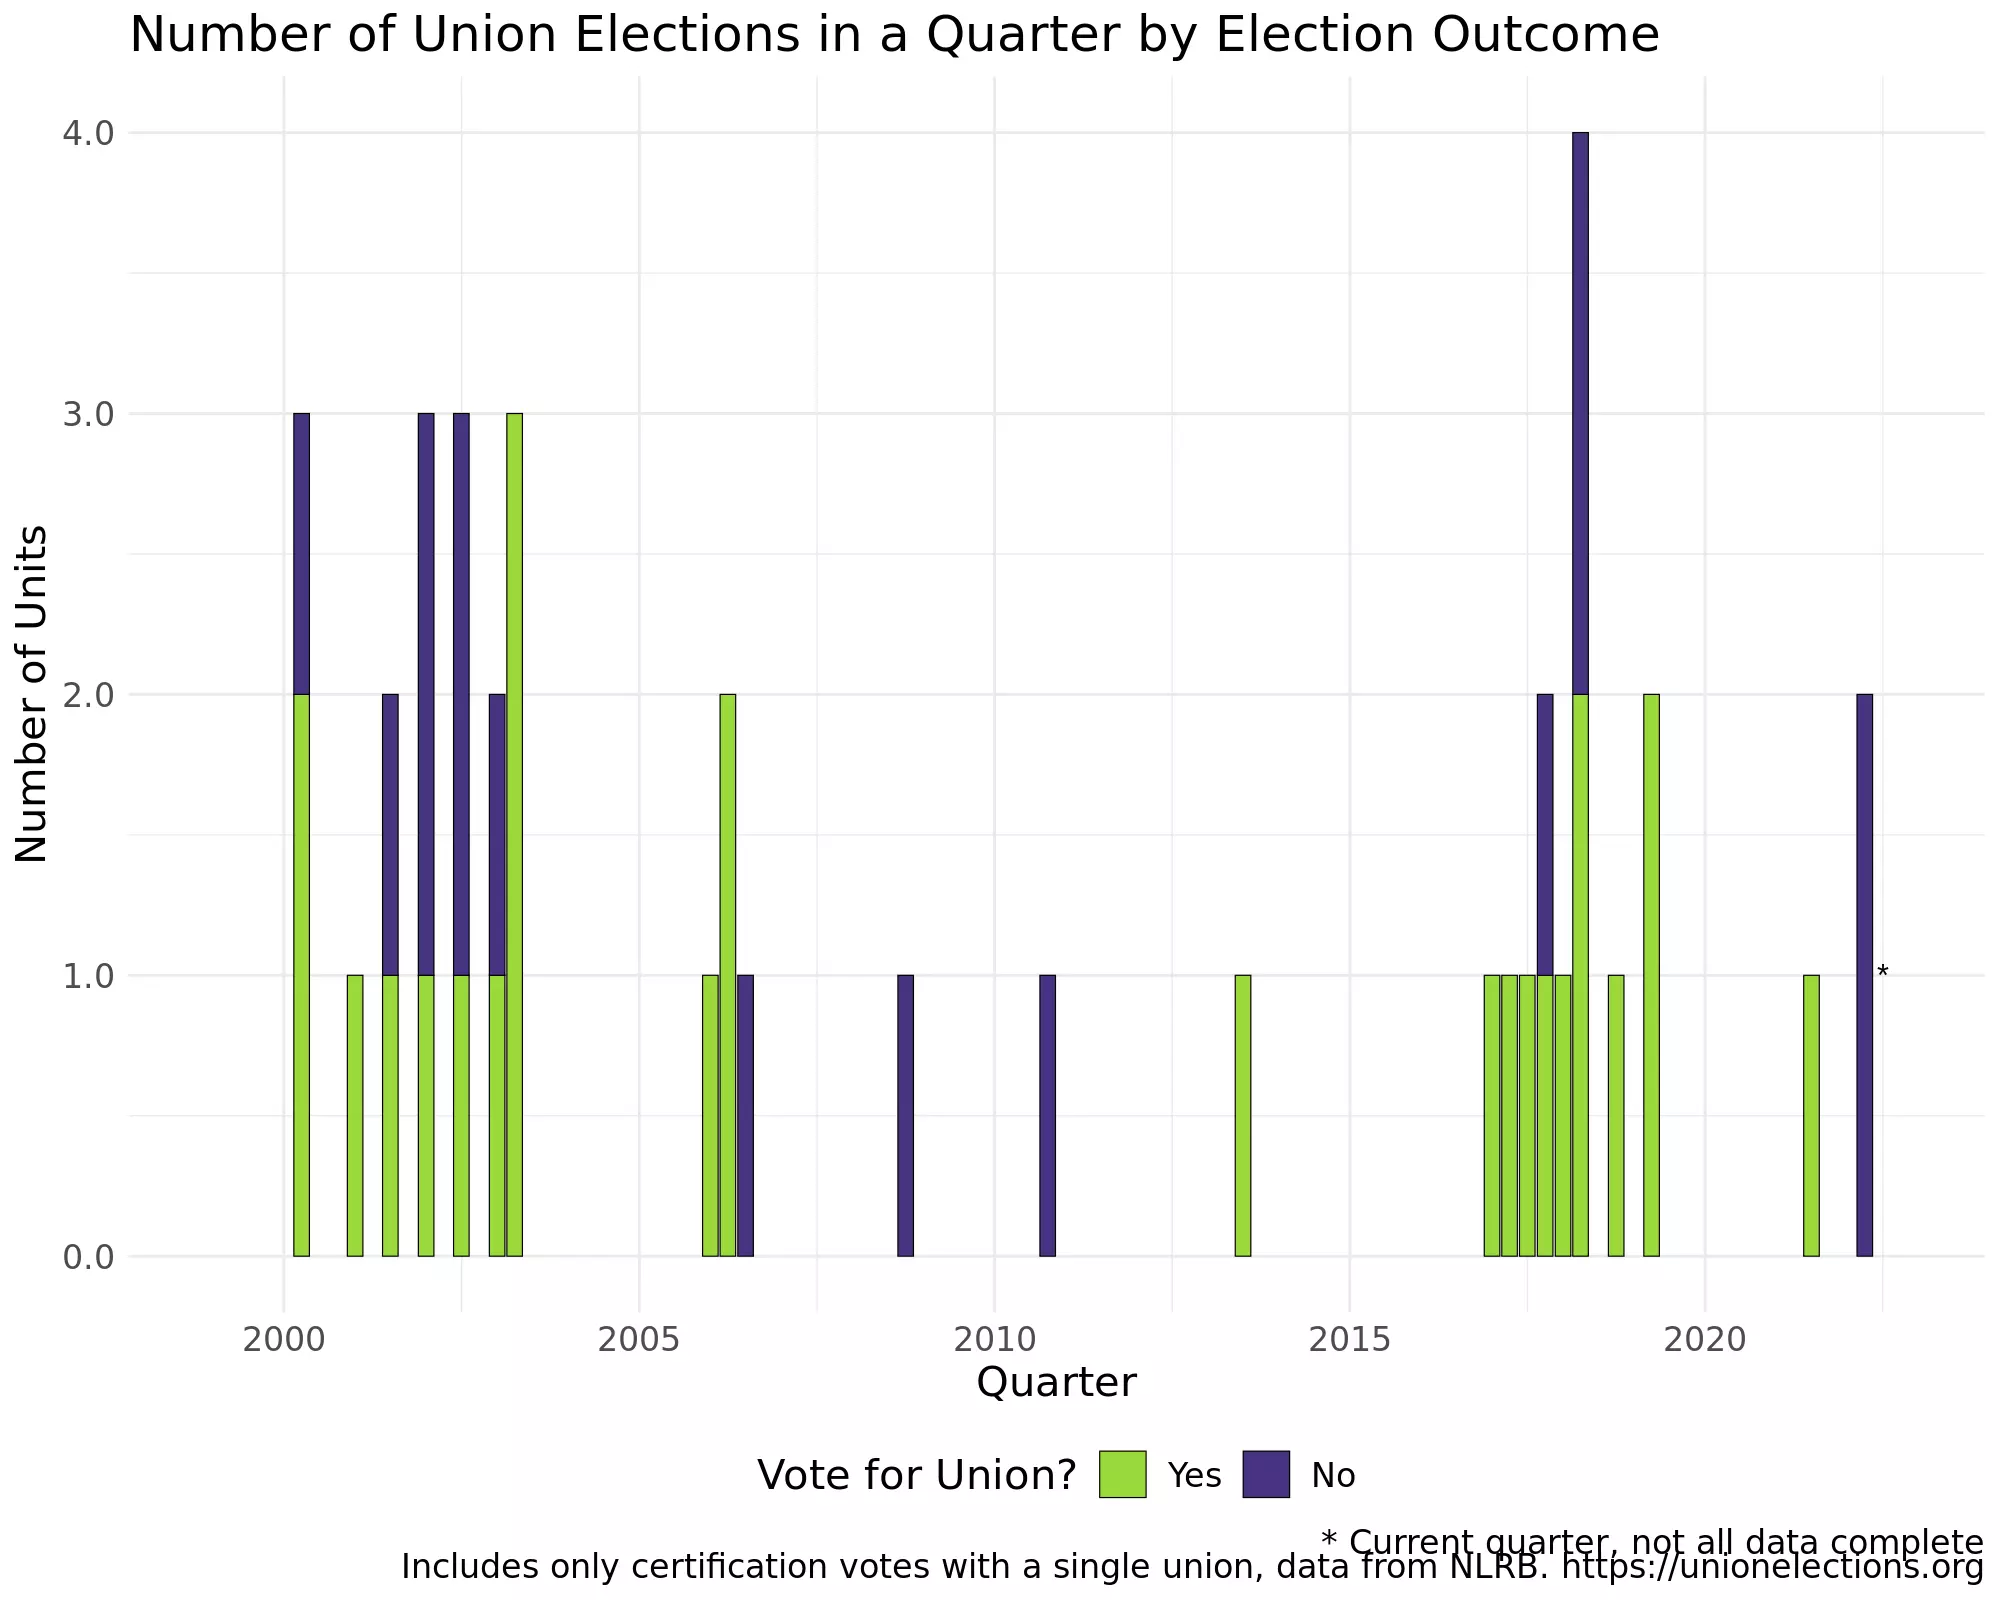 Number of Union Elections in a Quarter by Election Outcome
Number of Units
4.0
3.0
2.0
1.0
0.0
*
2000 2005 2010 2015 2020
Quarter
Vote for Union? Yes No
* Current quarter, not all data complete
Includes only certification votes with a single union, data from NLRB. https://unionelections.org